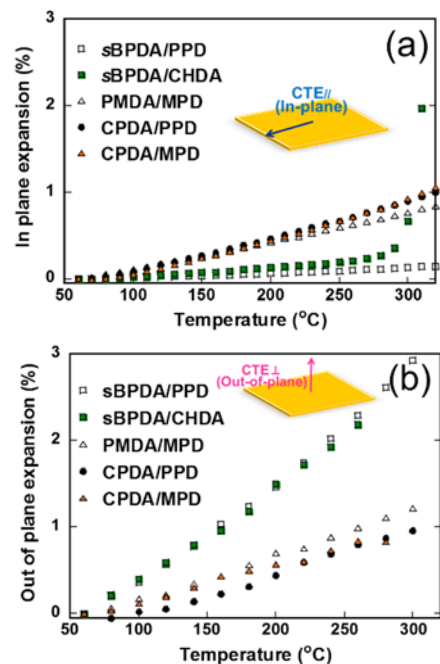 (a)
In plane expansion (%)
3
2
1
0
sBPDA/PPD
sBPDA/CHDA
PMDA/MPD
CPDA/PPD
CPDA/MPD
CTE//
(In-plane)
50
100
150
200
250
300
Temperature (°C)
(b)
Out of plane expansion (%)
3
2
1
0
CTE⊥
(Out-of-plane)
sBPDA/PPD
sBPDA/CHDA
PMDA/MPD
CPDA/PPD
CPDA/MPD
50
100
150
200
250
300
Temperature (°C)